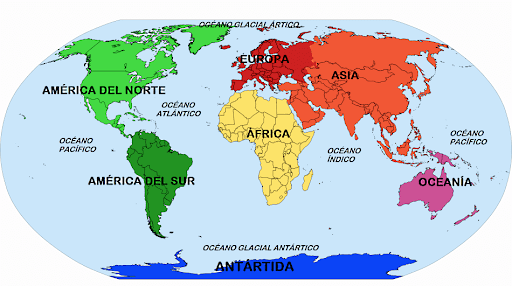 OCÉANO GLACIAL ÁRTICO
EUROPA
ASIA
AMÉRICA DEL NORTE
OCÉANO
ATLÁNTICO
ÁFRICA
OCÉANO
PACÍFICO
OCÉANO
PACÍFICO
OCÉANO
ÍNDICO
AMÉRICA DEL SUR
OCEANÍA
OCÉANO GLACIAL ANTÁRTICO
ANTÁRTIDA